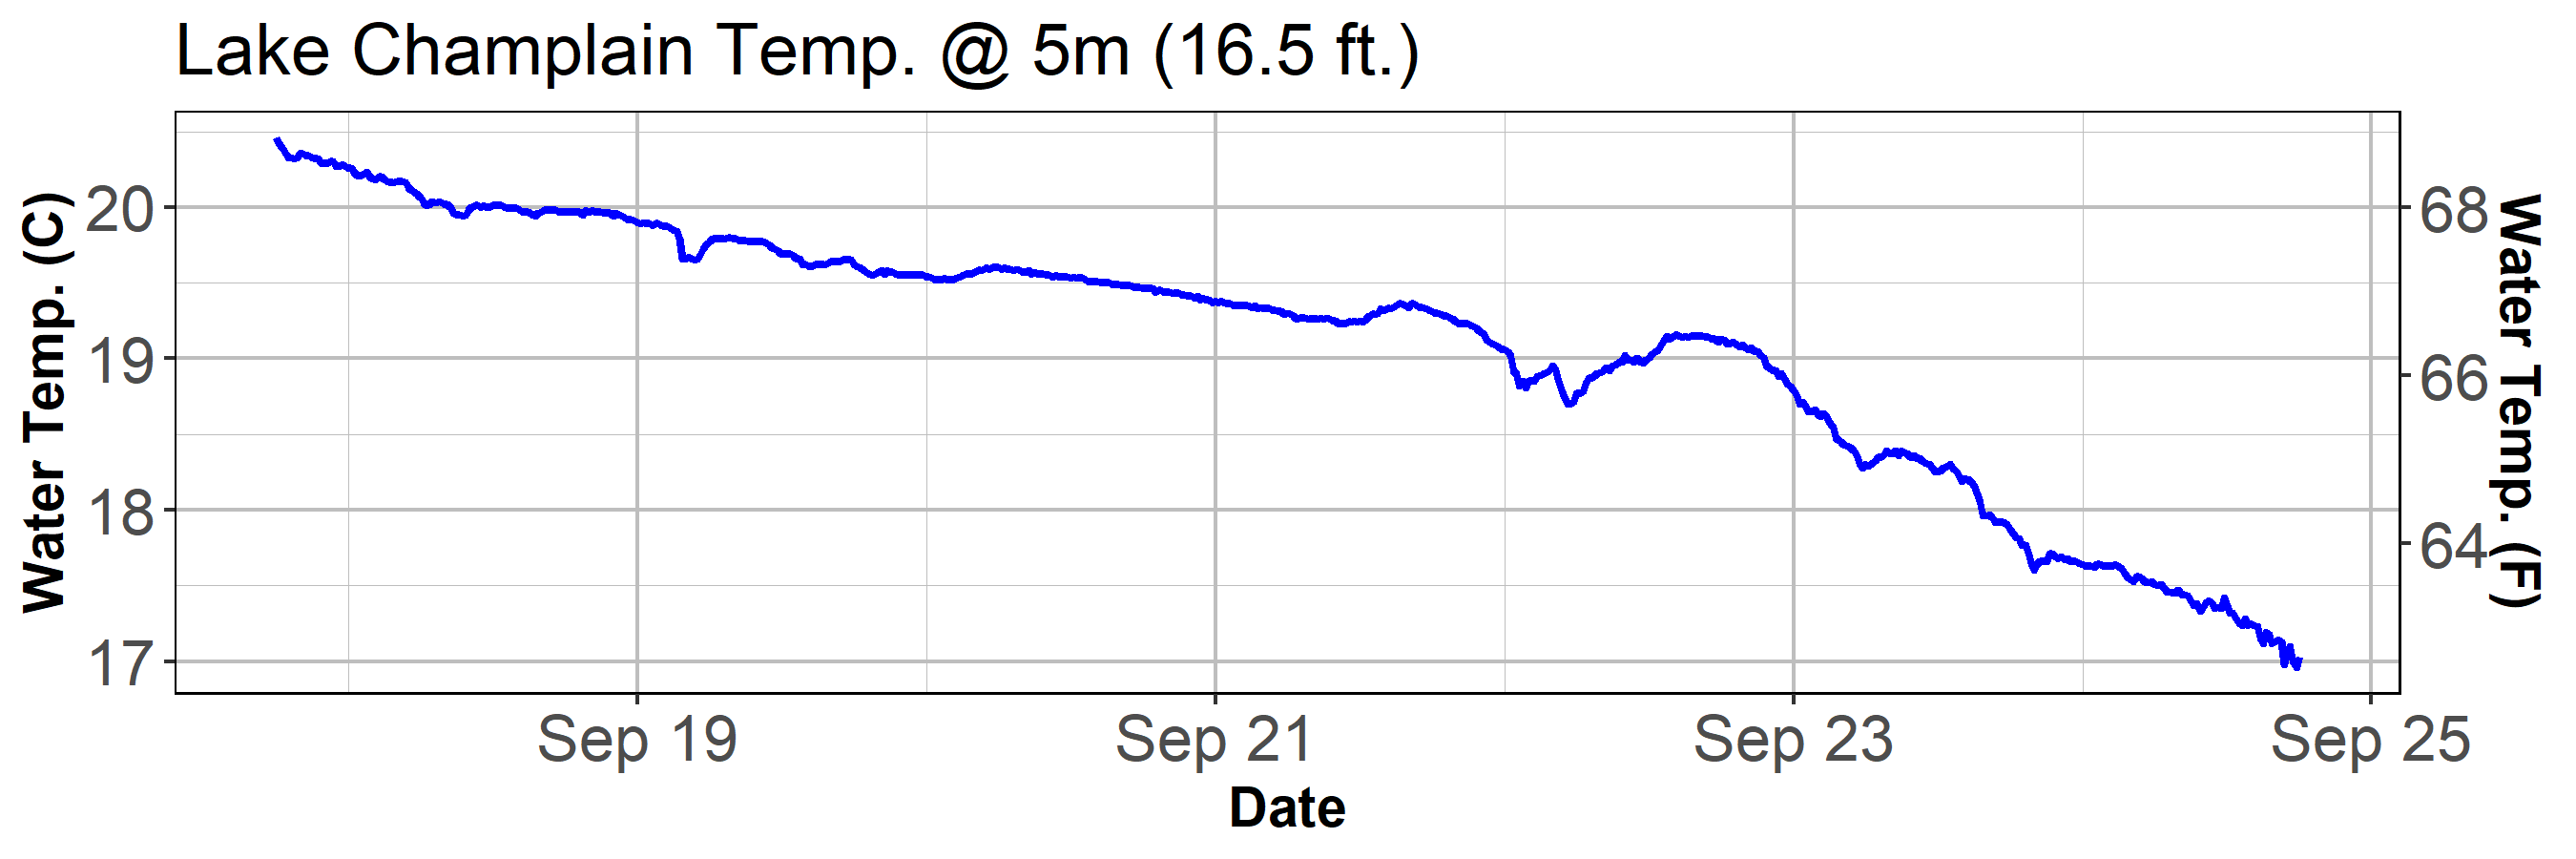 Lake Champlain Temp. @ 5m (16.5 ft.)
Water Temp. (C)
20
19
18
17
68
66
64
Water Temp. (F)
Sep 19
Sep 21
Sep 23
Sep 25
Date